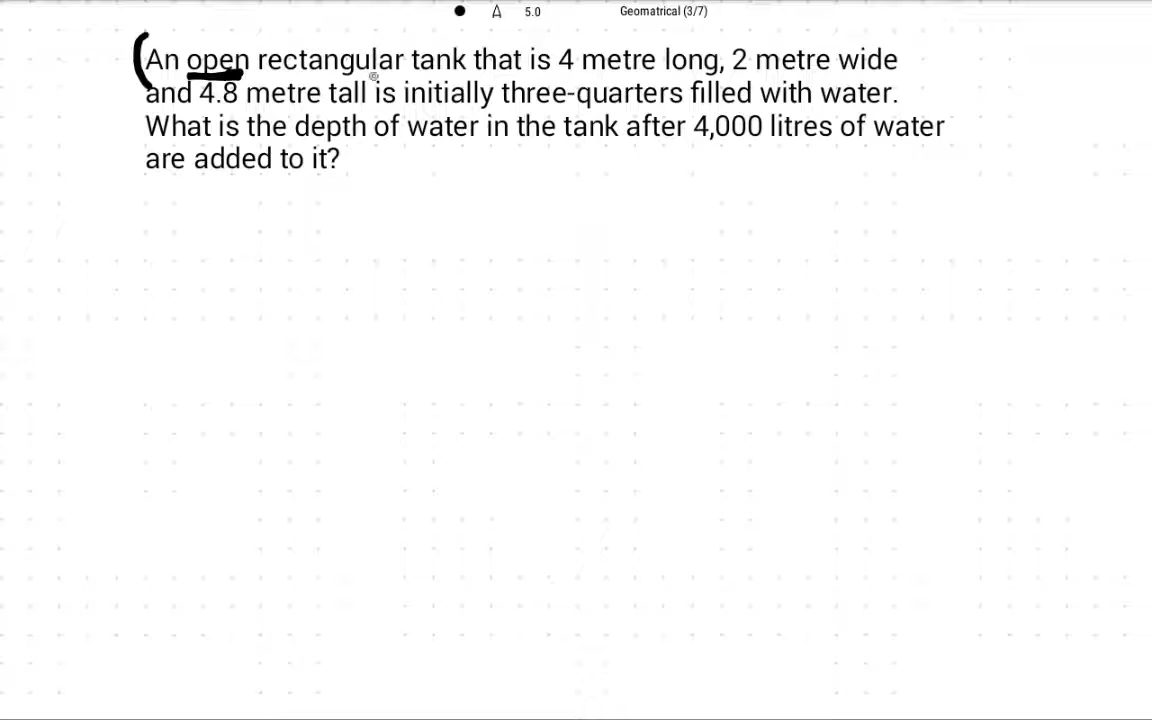 5.0 Geomatrical (3/7)
An open rectangular tank that is 4 metre long, 2 metre wide
and 4.8 metre tall is initially three-quarters filled with water.
What is the depth of water in the tank after 4,000 litres of water
are added to it?